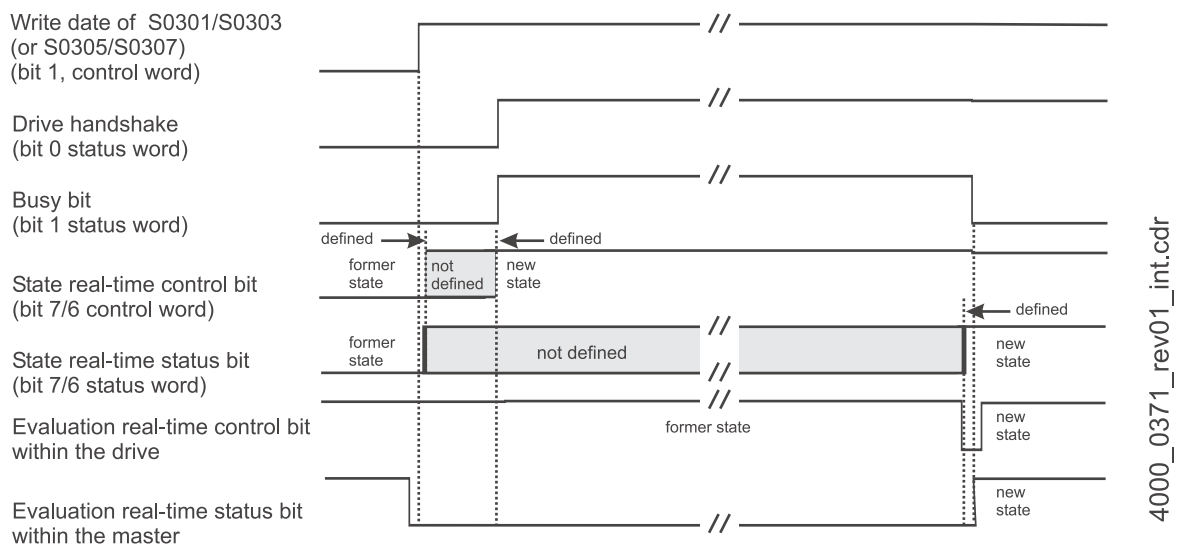 Write date of S0301/S0303
(or S0305/S0307)
(bit 1, control word)
Drive handshake
(bit 0 status word)
Busy bit
(bit 1 status word)
defined
defined
State real-time control bit
(bit 7/6 control word)
former
state
not
defined
new
state
defined
State real-time status bit
(bit 7/6 status word)
former
state
not defined
new
state
Evaluation real-time control bit
within the drive
former state
new
state
Evaluation real-time status bit
within the master
new
state
4000_0371_rev01_int.cdr